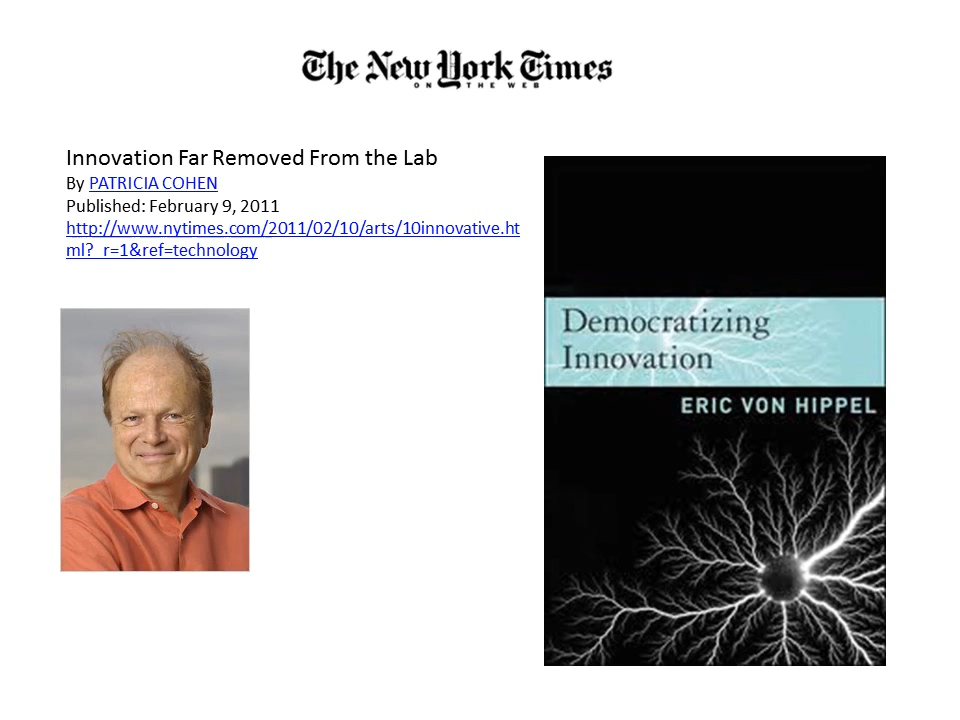 The New York Times
ON THE WEB
Innovation Far Removed From the Lab
By PATRICIA COHEN
Published: February 9, 2011
http://www.nytimes.com/2011/02/10/arts/10innovative.ht
ml?_r=1&ref=technology
Democratizing
Innovation
ERIC VON HIPPEL